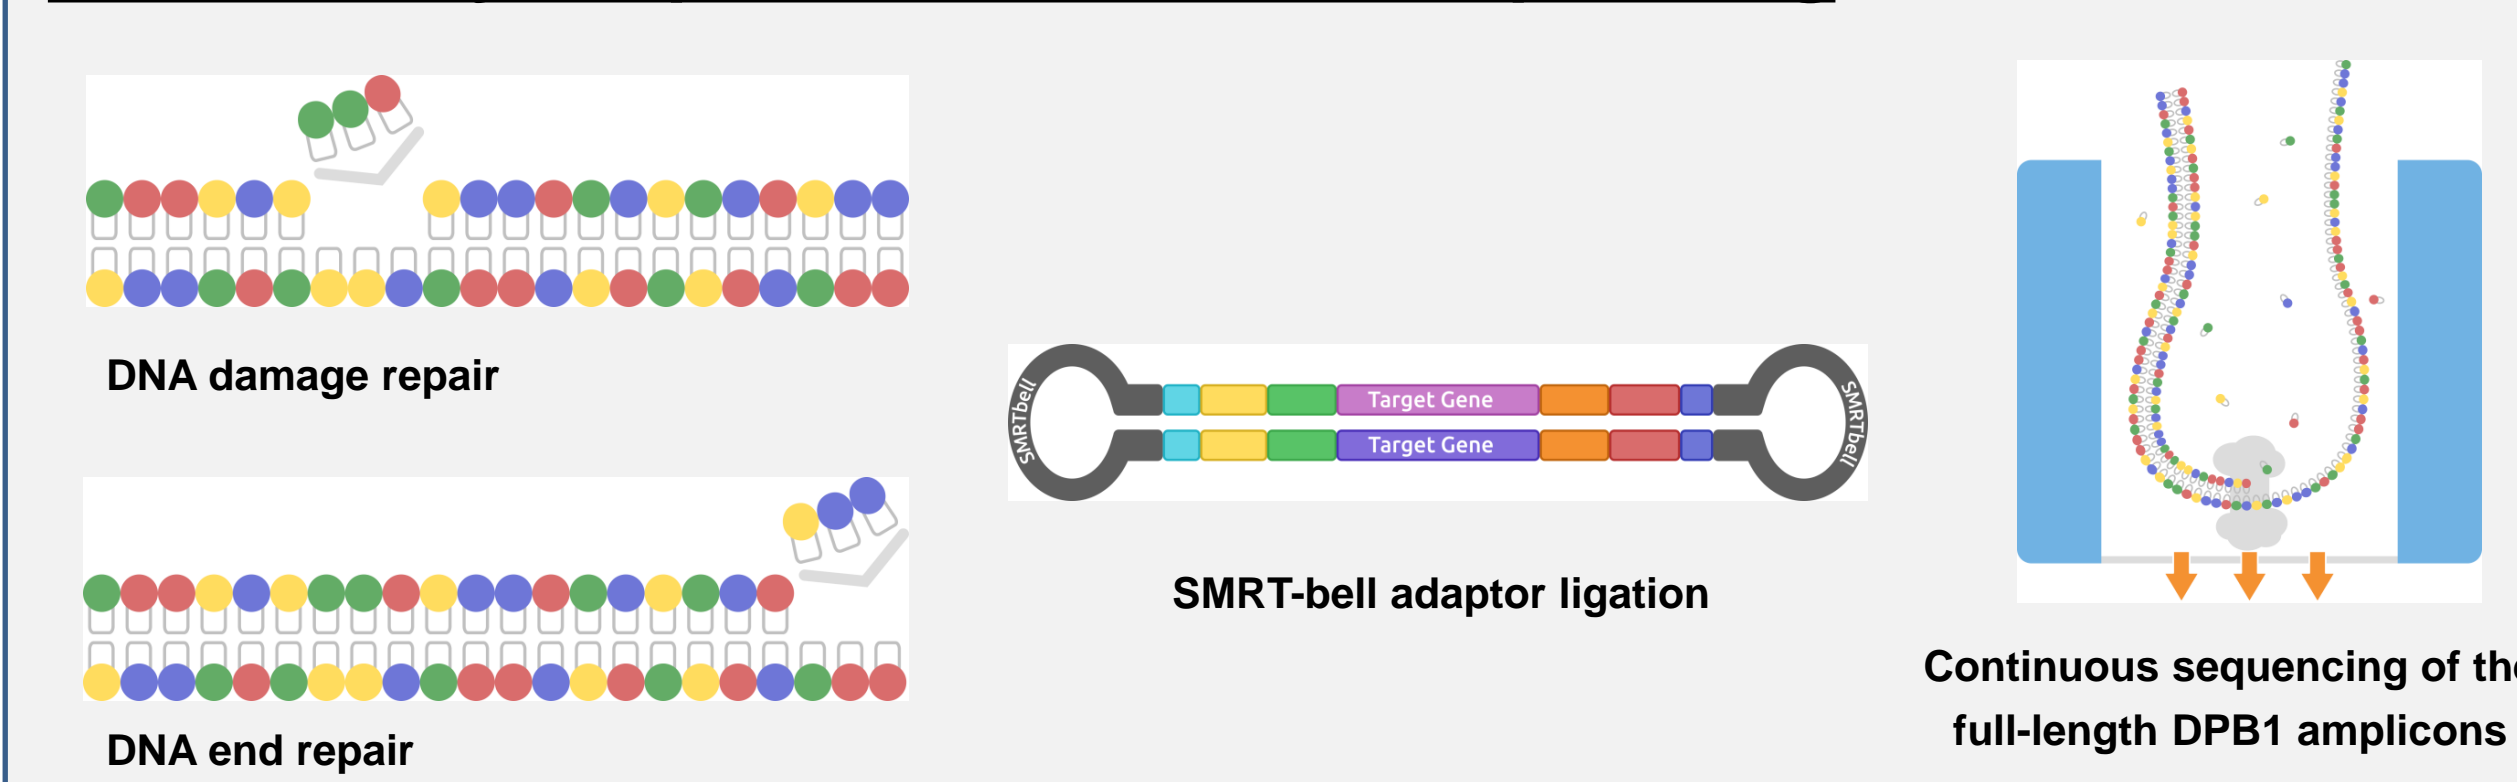 DNA damage repair
DNA end repair
SMRTbell
Target Gene
Target Gene
SMRTbell
SMRT-bell adaptor ligation
Continuous sequencing of the
full-length DPB1 amplicons